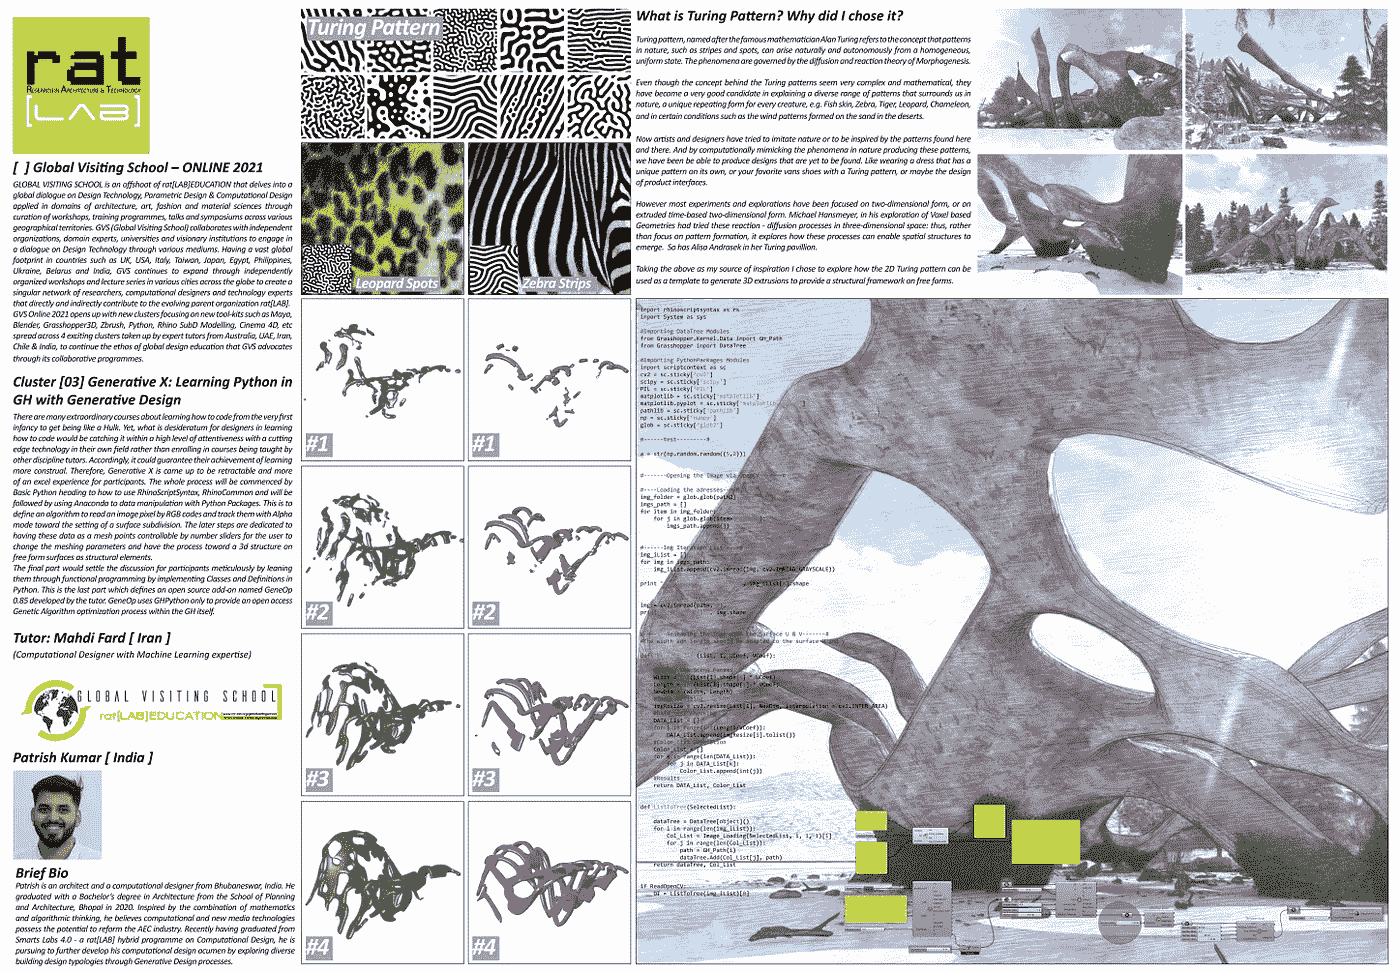 rat
RESEARCH ARCHITECTURE & TECHNOLOGY
[LAB]
[ ] Global Visiting School – ONLINE 2021
GLOBAL VISITING SCHOOL is an offshoot of rat[LAB]EDUCATION that delves into a
global dialogue on Design Technology, Parametric Design & Computational Design
applied in domains of architecture, art, fashion and material sciences through
curation of workshops, training programmes, talks and symposiums across various
geographical territories. GVS (Global Visiting School) collaborates with independent
organizations, domain experts, universities and visionary institutions to engage in
a dialogue on Design Technology through various mediums. Having a vast global
footprint in countries such as UK, USA, Italy, Taiwan, Japan, Egypt, Philippines,
Ukraine, Belarus and India, GVS continues to expand through independently
organized workshops and lecture series in various cities across the globe to create a
singular network of researchers, computational designers and technology experts
that directly and indirectly contribute to the evolving parent organization rat[LAB].
GVS Online 2021 opens up with new clusters focusing on new tool-kits such as Maya,
Blender, Grasshopper3D, Zbrush, Python, Rhino SubD Modelling, Cinema 4D, etc
spread across 4 exciting clusters taken up by expert tutors from Australia, UAE, Iran,
Chile & India, to continue the ethos of global design education that GVS advocates
through its collaborative programmes.
Cluster [03] Generative X: Learning Python in
GH with Generative Design
There are many extraordinary courses about learning how to code from the very first
infancy to get being like a Hulk. Yet, what is desideratum for designers in learning
how to code would be catching it within a high level of attentiveness with a cutting
edge technology in their own field rather than enrolling in courses being taught by
other discipline tutors. Accordingly, it could guarantee their achievement of learning
more construal. Therefore, Generative X is came up to be retractable and more
of an excel experience for participants. The whole process will be commenced by
Basic Python heading to how to use RhinoScriptSyntax, RhinoCommon and will be
followed by using Anaconda to data manipulation with Python Packages. This is to
define an algorithm to read an image pixel by RGB codes and track them with Alpha
mode toward the setting of a surface subdivision. The later steps are dedicated to
having these data as a mesh points controllable by number sliders for the user to
change the meshing parameters and have the process toward a 3d structure on
free form surfaces as structural elements.
The final part would settle the discussion for participants meticulously by leaning
them through functional programming by implementing Classes and Definitions in
Python. This is the last part which defines an open source add-on named GeneOp
0.85 developed by the tutor. GeneOp uses GHPython only to provide an open access
Genetic Algorithm optimization process within the GH itself.
Tutor: Mahdi Fard [ Iran ]
(Computational Designer with Machine Learning expertise)
GLOBAL VISITING SCHOOL
rat[LAB]EDUCATION
Patrish Kumar [ India ]
Brief Bio
Patrish is an architect and a computational designer from Bhubaneswar, India. He
graduated with a Bachelor's degree in Architecture from the School of Planning
and Architecture, Bhopal in 2020. Inspired by the combination of mathematics
and algorithmic thinking, he believes computational and new media technologies
possess the potential to reform the AEC industry. Recently having graduated from
Smarts Labs 4.0 - a rat[LAB] hybrid programme on Computational Design, he is
pursuing to further develop his computational design acumen by exploring diverse
building design typologies through Generative Design processes.
Turing Pattern
Leopard Spots
Zebra Strips
#1
#1
#2
#2
#3
#3
#4
#4
What is Turing Pattern? Why did I chose it?
Turing pattern, named after the famous mathematician Alan Turing refers to the concept that patterns
in nature, such as stripes and spots, can arise naturally and autonomously from a homogeneous,
uniform state. The phenomena are governed by the diffusion and reaction theory of Morphogenesis.
Even though the concept behind the Turing patterns seem very complex and mathematical, they
have become a very good candidate in explaining a diverse range of patterns that surrounds us in
nature, a unique repeating form for every creature, e.g. Fish skin, Zebra, Tiger, Leopard, Chameleon,
and in certain conditions such as the wind patterns formed on the sand in the deserts.
Now artists and designers have tried to imitate nature or to be inspired by the patterns found here
and there. And by computationally mimicking the phenomena in nature producing these patterns,
we have been be able to produce designs that are yet to be found. Like wearing a dress that has a
unique pattern on its own, or your favorite vans shoes with a Turing pattern, or maybe the design
of product interfaces.
However most experiments and explorations have been focused on two-dimensional form, or on
extruded time-based two-dimensional form. Michael Hansmeyer, in his exploration of Voxel based
Geometries had tried these reaction - diffusion processes in three-dimensional space: thus, rather
than focus on pattern formation, it explores how these processes can enable spatial structures to
emerge. So has Alisa Andrasek in her Turing pavillion.
Taking the above as my source of inspiration I chose to explore how the 2D Turing pattern can be
used as a template to generate 3D extrusions to provide a structural framework on free farms.
import rhinoscriptsyntax as rs
import System as sys
#Importing DataTree Modules
from Grasshopper.Kernel.Data import GH_Path
from Grasshopper import DataTree
#Importing PythonPackages Modules
import scriptcontext as sc
cv2 = sc.sticky['cv2']
scipy = sc.sticky['scipy']
PIL = sc.sticky['PIL']
matplotlib = sc.sticky['matplotlib']
matplotlib.pyplot = sc.sticky['matplotlib
pathlib = sc.sticky['pathlib']
np = sc.sticky['numpy']
glob = sc.sticky['glob2']
#------test--------#
a = str(np.random.random((5,2)))
#-------Opening the Image via
#----Loading the adresses
img_folder = glob.glob(path2)
imgs_path = []
for item in img_folder
for j in glob.glob(item
imgs_path.append(j
img_iList = []
for img in imgs_path:
img_iList.append(cv2.imread(img, cv2.IMREAD_GRAYSCALE))
print
img.shape
DATA_List = []
DATA_List.append(imgResize[i].tolist())
Color_List = []
for k in range(len(DATA_List)):
for j in DATA_List[k]:
Color_List.append(int(j))
#Results
return DATA_List, Color_List
def ListToTree(SelectedList):
dataTree = DataTree[object]()
for i in range(len(img_iList)):
Col_List = Image_Loading(SelectedList, i, 1, 1)[1]
for j in range(len(Col_List)):
path = GH_Path(i)
dataTree.Add(Col_List[j], path)
return dataTree, Col_List
if ReadOpenCV:
DT = ListToTree(img_iList)[0]